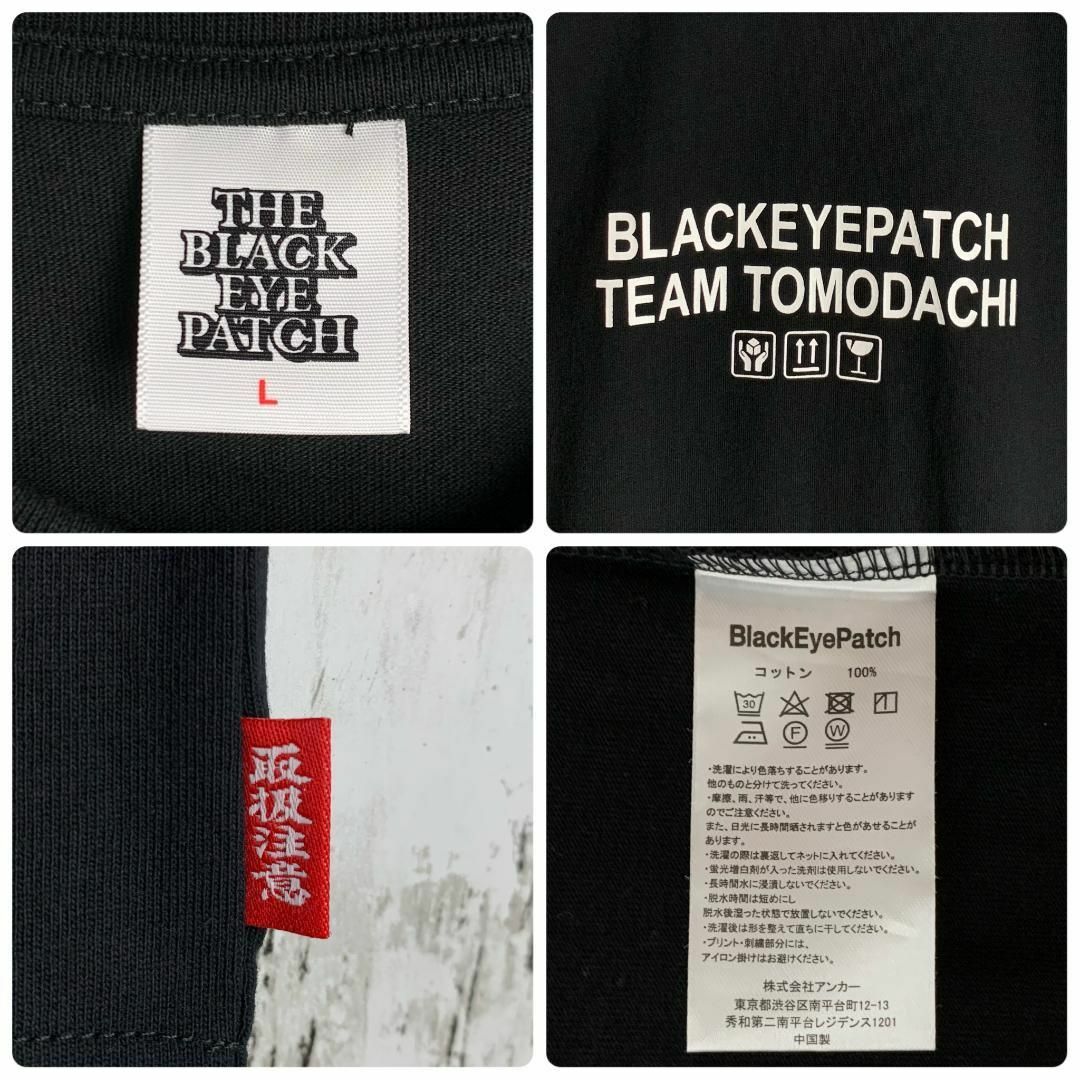 THE
BLACK
EYE
PATCH
L
BLACKEYEPATCH
TEAM TOMODACHI
取扱注意
BlackEyePatch
コットン 100%
30
F W
・洗濯により色落ちすることがあります。
他のものと分けて洗ってください。
・摩擦、雨、汗等で、他に色移りすることがあります
のでご注意ください。
また、日光に長時間晒されますと色があせることが
あります。
・洗濯の際は裏返してネットに入れてください。
・蛍光増白剤が入った洗剤は使用しないでください。
・長時間水に浸漬しないでください。
・脱水時間は短めにし
脱水後湿った状態で放置しないでください。
・洗濯後は形を整えて直ちに干してください。
・プリント・刺繍部分には、
アイロン掛けはお避けください。
株式会社アンカー
東京都渋谷区南平台町12-13
秀和第二南平台レジデンス1201
中国製